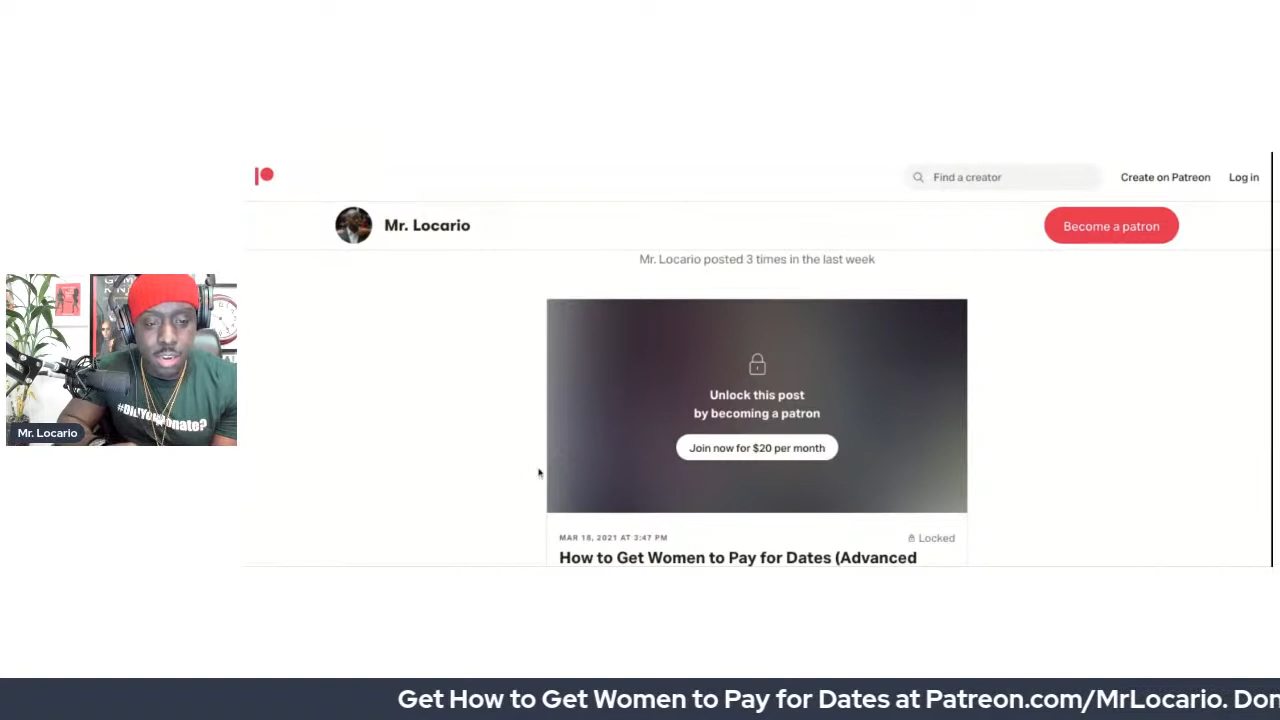 Find a creator
Create on Patreon
Log in
Mr. Locario
Become a patron
Mr. Locario posted 3 times in the last week
Unlock this post
by becoming a patron
Join now for $20 per month
MAR 18, 2021 AT 3:47 PM
Locked
How to Get Women to Pay for Dates (Advanced
Mr. Locario
Get How to Get Women to Pay for Dates at Patreon.com/MrLocario. Don